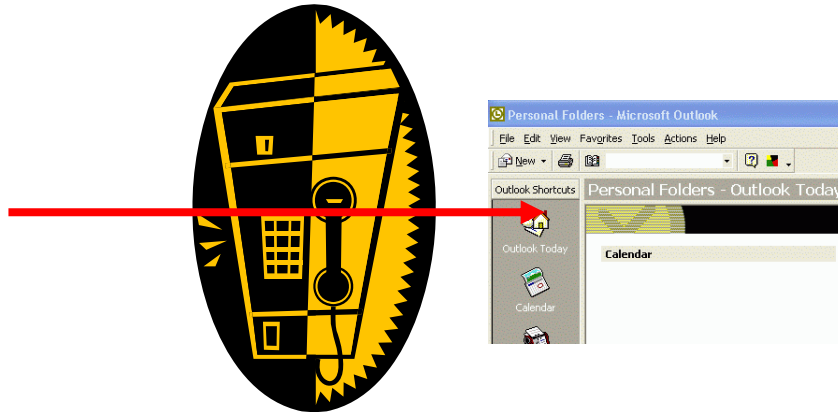 Personal Folders - Microsoft Outlook
File Edit View Favorites Tools Actions Help
New
Outlook Shortcuts
Personal Folders - Outlook Today
Outlook Today
Calendar
Calendar